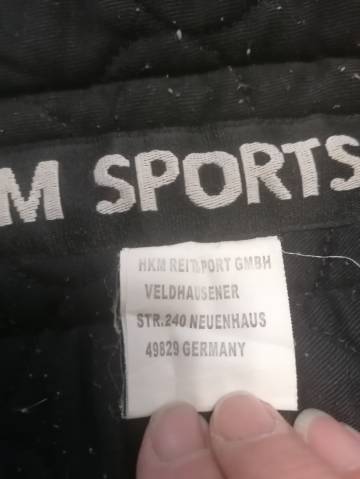 M SPORTS
HKM REITSPORT GMBH
VELDHAUSENER
STR.240 NEUENHAUS
49829 GERMANY